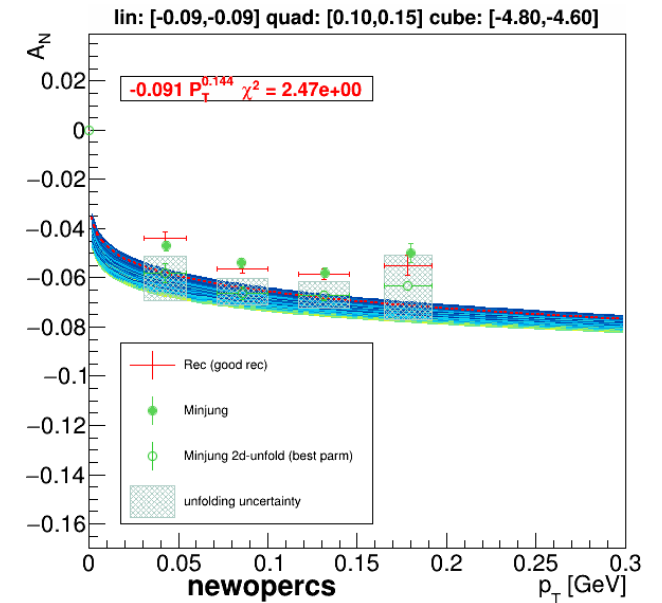 lin: [-0.09,-0.09] quad: [0.10,0.15] cube: [-4.80,-4.60]
A_N
-0.091 P_T^0.144 χ² = 2.47e+00
0.02
0
−0.02
−0.04
−0.06
−0.08
−0.1
−0.12
−0.14
−0.16
Rec (good rec)
Minjung
Minjung 2d-unfold (best parm)
unfolding uncertainty
0 0.05 0.1 0.15 0.2 0.25 0.3
newopercs
p_T [GeV]